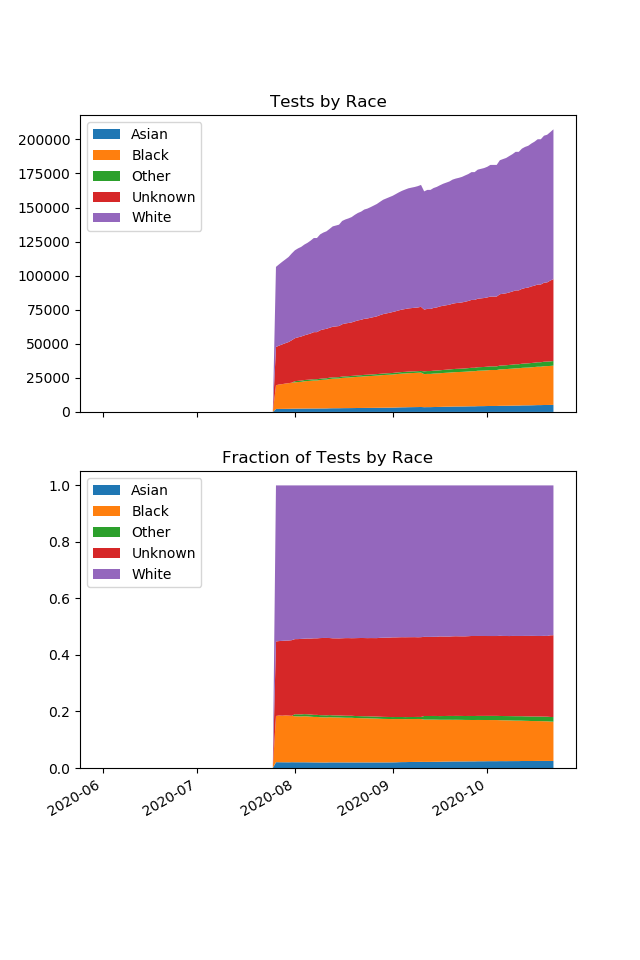 Tests by Race
Asian
Black
Other
Unknown
White
200000
175000
150000
125000
100000
75000
50000
25000
0
Fraction of Tests by Race
Asian
Black
Other
Unknown
White
1.0
0.8
0.6
0.4
0.2
0.0
2020-06
2020-07
2020-08
2020-09
2020-10